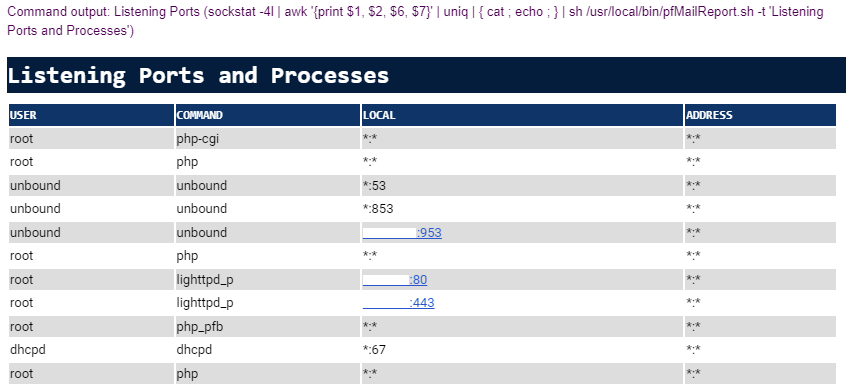 Command output: Listening Ports (sockstat -4l | awk '{print $1, $2, $6, $7}' | uniq | { cat ; echo ; } | sh /usr/local/bin/pfMailReport.sh -t 'Listening
Ports and Processes')
Listening Ports and Processes
USER COMMAND LOCAL ADDRESS
root php-cgi *:* *:*
root php *:* *:*
unbound unbound *:53 *:*
unbound unbound *:853 *:*
unbound unbound :953 *:*
root php *:* *:*
root lighttpd_p :80 *:*
root lighttpd_p :443 *:*
root php_pfb *:* *:*
dhcpd dhcpd *:67 *:*
root php *:* *:*